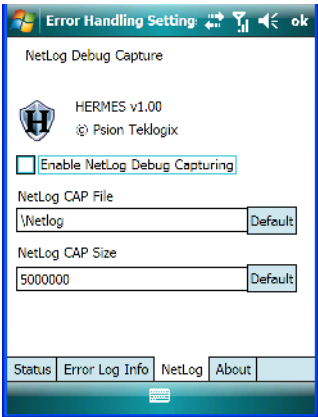 Error Handling Settings ok
NetLog Debug Capture
H
HERMES v1.00
© Psion Teklogix
Enable NetLog Debug Capturing
NetLog CAP File
\Netlog Default
NetLog CAP Size
5000000 Default
Status Error Log Info NetLog About